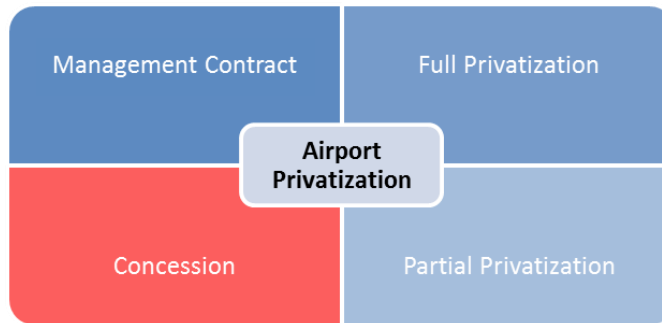 Management Contract
Full Privatization
Airport
Privatization
Concession
Partial Privatization